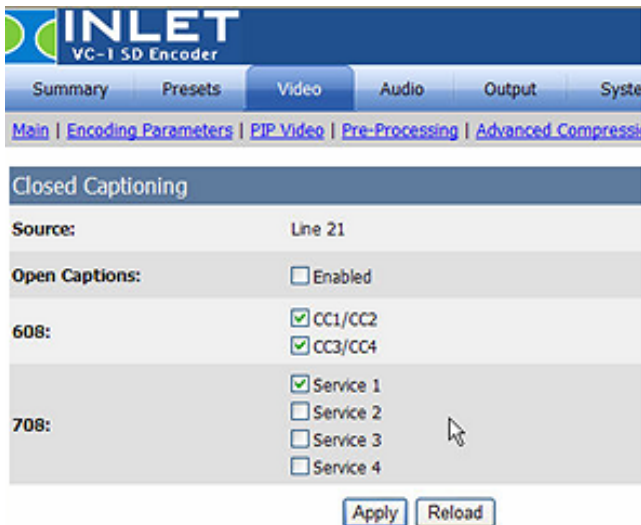 INLET
VC-1 SD Encoder
Summary Presets Video Audio Output Syste
Main | Encoding Parameters | PIP Video | Pre-Processing | Advanced Compressi
Closed Captioning
Source: Line 21
Open Captions: Enabled
608:
CC1/CC2
CC3/CC4
708:
Service 1
Service 2
Service 3
Service 4
Apply Reload